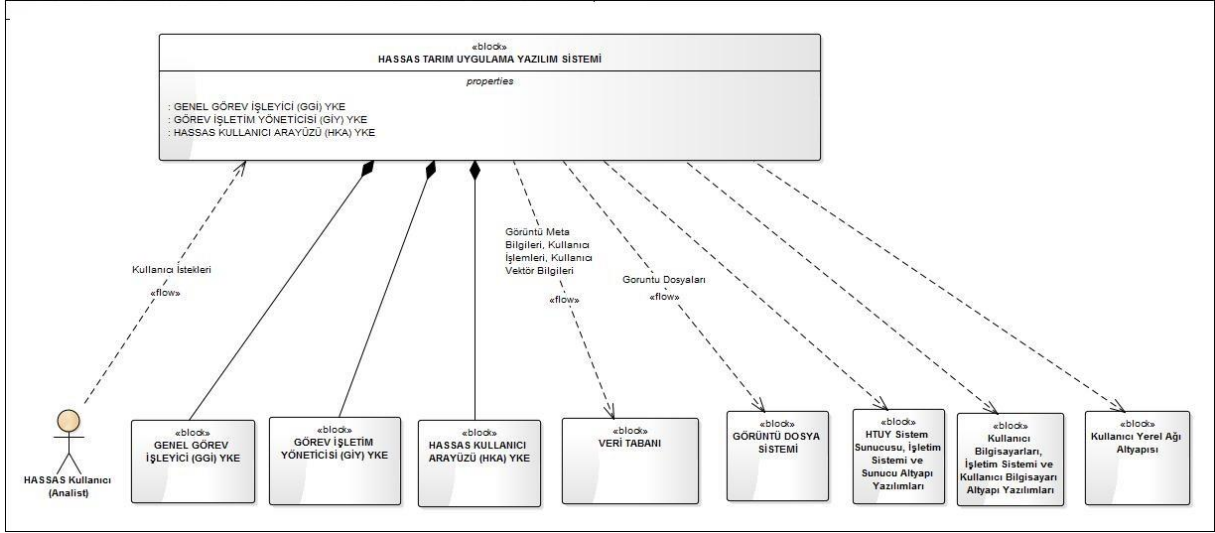 «block»
HASSAS TARIM UYGULAMA YAZILIM SİSTEMİ
properties
: GENEL GÖREV İŞLEYİCİ (GGİ) YKE
: GÖREV İŞLETİM YÖNETİCİSİ (GİY) YKE
: HASSAS KULLANICI ARAYÜZÜ (HKA) YKE
Kullanıcı İstekleri
«flow»
Görüntü Meta
Bilgileri, Kullanıcı
İşlemleri, Kullanıcı
Vektör Bilgileri
«flow»
Goruntu Dosyaları
«flow»
HASSAS Kullanıcı
(Analist)
«block»
GENEL GÖREV
İŞLEYİCİ (GGİ) YKE
«block»
GÖREV İŞLETİM
YÖNETİCİSİ (GİY) YKE
«block»
HASSAS KULLANICI
ARAYÜZÜ (HKA) YKE
«block»
VERİ TABANI
«block»
GÖRÜNTÜ DOSYA
SİSTEMİ
«block»
HTUY Sistem
Sunucusu, İşletim
Sistemi ve
Sunucu Altyapı
Yazılımları
«block»
Kullanıcı
Bilgisayarları,
İşletim Sistemi ve
Kullanıcı Bilgisayarı
Altyapı Yazılımları
«block»
Kullanıcı Yerel Ağı
Altyapısı